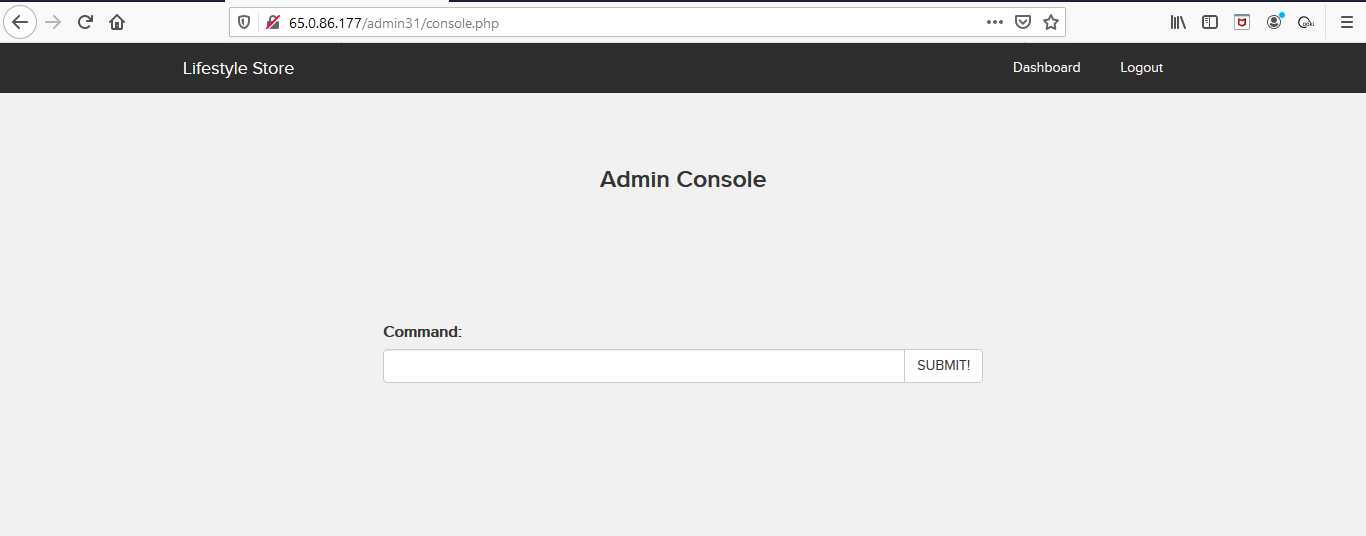 65.0.86.177/admin31/console.php
Lifestyle Store Dashboard Logout
Admin Console
Command:
SUBMIT!